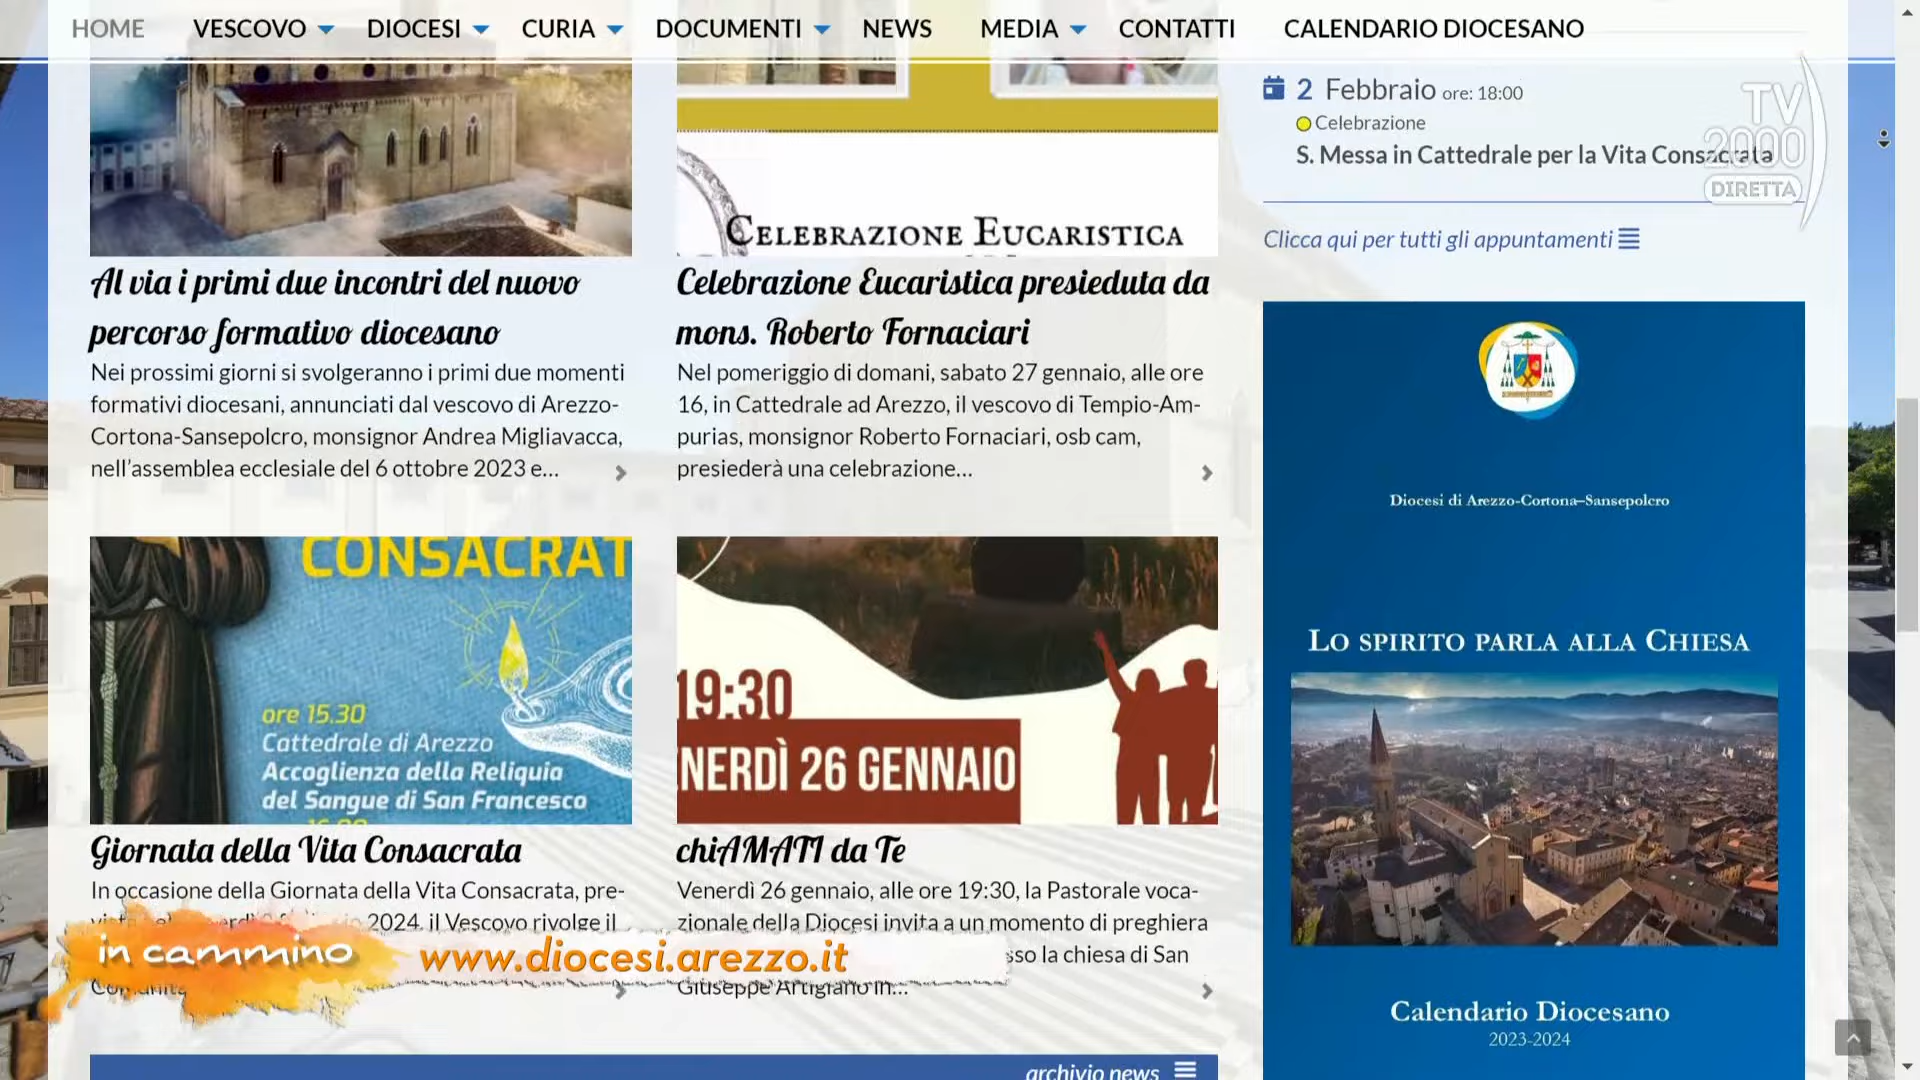 HOME VESCOVO DIOCESI CURIA DOCUMENTI NEWS MEDIA CONTATTI CALENDARIO DIOCESANO
CELEBRAZIONE EUCARISTICA
Al via i primi due incontri del nuovo
percorso formativo diocesano
Nei prossimi giorni si svolgeranno i primi due momenti
formativi diocesani, annunciati dal vescovo di Arezzo-
Cortona-Sansepolcro, monsignor Andrea Migliavacca,
nell'assemblea ecclesiale del 6 ottobre 2023 e...
Celebrazione Eucaristica presieduta da
mons. Roberto Fornaciari
Nel pomeriggio di domani, sabato 27 gennaio, alle ore
16, in Cattedrale ad Arezzo, il vescovo di Tempio-Am-
purias, monsignor Roberto Fornaciari, osb cam,
presiederà una celebrazione...
CONSACRAT
ore 15.30
Cattedrale di Arezzo
Accoglienza della Reliquia
del Sangue di San Francesco
Giornata della Vita Consacrata
In occasione della Giornata della Vita Consacrata, pre-
2024, il Vescovo rivolge il
19:30
NERDÌ 26 GENNAIO
chiAMATI da Te
Venerdì 26 gennaio, alle ore 19:30, la Pastorale voca-
zionale della Diocesi invita a un momento di preghiera
sso la chiesa di San
Giuseppe Artigiano in...
in cammino
www.diocesi.arezzo.it
archivio news
2 Febbraio ore: 18:00
Celebrazione
S. Messa in Cattedrale per la Vita Consacrata
Clicca qui per tutti gli appuntamenti
TV
2000
DIRETTA
Diocesi di Arezzo-Cortona–Sansepolcro
LO SPIRITO PARLA ALLA CHIESA
Calendario Diocesano
2023-2024